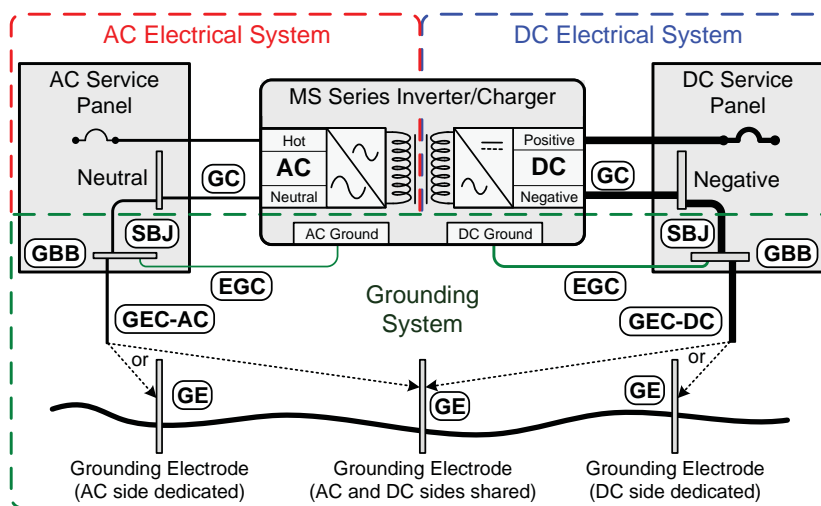 AC Electrical System
DC Electrical System
AC Service
Panel
MS Series Inverter/Charger
DC Service
Panel
Hot
AC
Neutral
Positive
DC
Negative
Neutral
GC
GC
Negative
AC Ground
DC Ground
SBJ
SBJ
GBB
GBB
EGC
EGC
GEC-AC
Grounding
System
GEC-DC
or
or
GE
GE
GE
Grounding Electrode
(AC side dedicated)
Grounding Electrode
(AC and DC sides shared)
Grounding Electrode
(DC side dedicated)